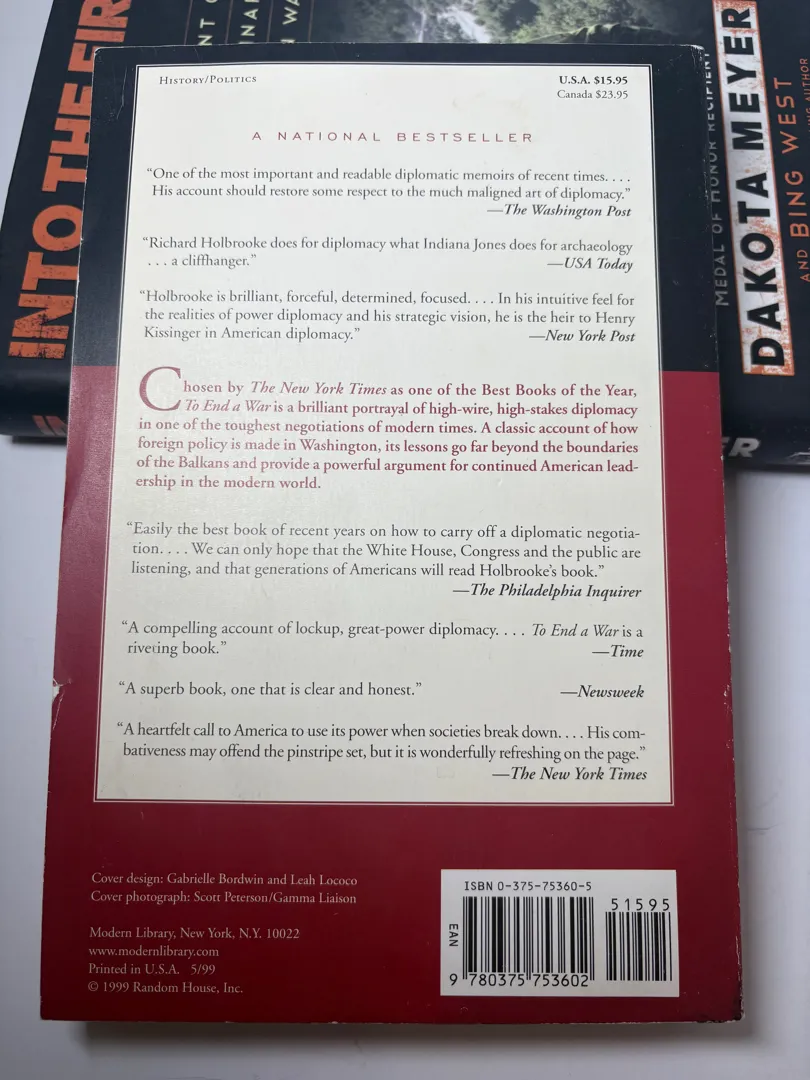 INTO THE FIR
NT
INAR
WA
DAKOTA MEYER
MEDAL OF HONOR RECIPIENT
AND BING WEST
AUTHOR
ER
HISTORY/POLITICS
U.S.A. $15.95
Canada $23.95
A NATIONAL BESTSELLER
“One of the most important and readable diplomatic memoirs of recent times. . . .
His account should restore some respect to the much maligned art of diplomacy.”
—The Washington Post
“Richard Holbrooke does for diplomacy what Indiana Jones does for archaeology
. . . a cliffhanger.”
—USA Today
“Holbrooke is brilliant, forceful, determined, focused. . . . In his intuitive feel for
the realities of power diplomacy and his strategic vision, he is the heir to Henry
Kissinger in American diplomacy.”
—New York Post
Chosen by The New York Times as one of the Best Books of the Year,
To End a War is a brilliant portrayal of high-wire, high-stakes diplomacy
in one of the toughest negotiations of modern times. A classic account of how
foreign policy is made in Washington, its lessons go far beyond the boundaries
of the Balkans and provide a powerful argument for continued American lead-
ership in the modern world.
“Easily the best book of recent years on how to carry off a diplomatic negotia-
tion. . . . We can only hope that the White House, Congress and the public are
listening, and that generations of Americans will read Holbrooke’s book.”
—The Philadelphia Inquirer
“A compelling account of lockup, great-power diplomacy. . . . To End a War is a
riveting book.”
—Time
“A superb book, one that is clear and honest.”
—Newsweek
“A heartfelt call to America to use its power when societies break down. . . . His com-
bativeness may offend the pinstripe set, but it is wonderfully refreshing on the page.”
—The New York Times
Cover design: Gabrielle Bordwin and Leah Lococo
Cover photograph: Scott Peterson/Gamma Liaison
Modern Library, New York, N.Y. 10022
www.modernlibrary.com
Printed in U.S.A. 5/99
© 1999 Random House, Inc.
ISBN 0-375-75360-5
51595
EAN
9 780375 753602